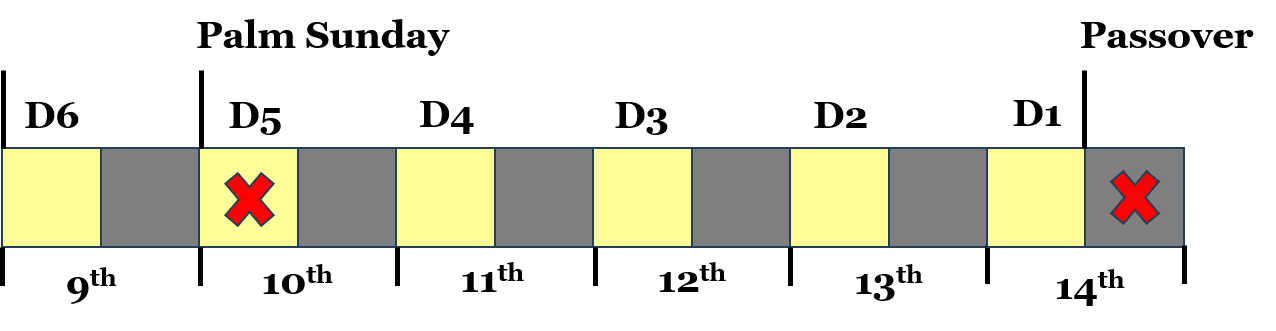 Palm Sunday Passover
D6 D5 D4 D3 D2 D1
9th 10th 11th 12th 13th 14th